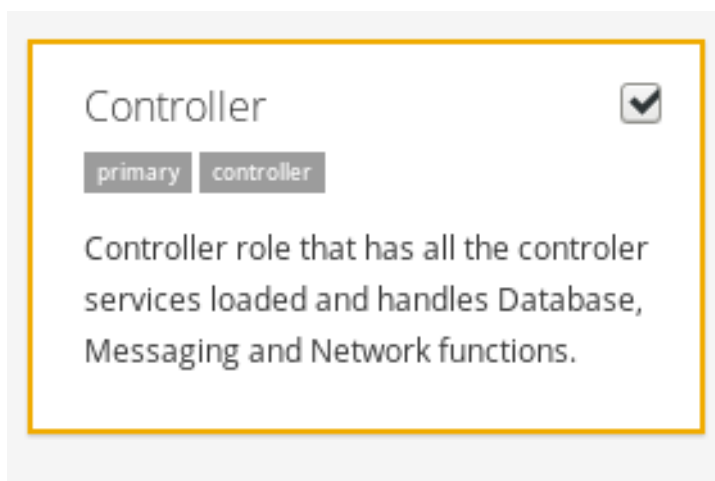 Controller
primary controller
Controller role that has all the controler
services loaded and handles Database,
Messaging and Network functions.